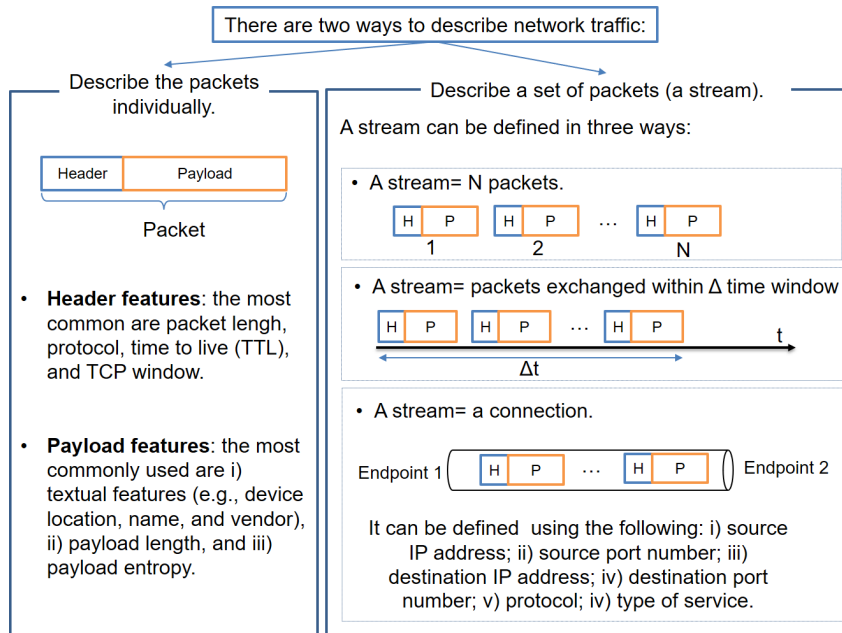 There are two ways to describe network traffic:
Describe the packets
individually.
Header Payload
Packet
• Header features: the most
common are packet lengh,
protocol, time to live (TTL),
and TCP window.
• Payload features: the most
commonly used are i)
textual features (e.g., device
location, name, and vendor),
ii) payload length, and iii)
payload entropy.
Describe a set of packets (a stream).
A stream can be defined in three ways:
• A stream= N packets.
H P H P ... H P
1 2 N
• A stream= packets exchanged within Δ time window
H P H P ... H P
t
Δt
• A stream= a connection.
Endpoint 1 H P ... H P Endpoint 2
It can be defined using the following: i) source
IP address; ii) source port number; iii)
destination IP address; iv) destination port
number; v) protocol; iv) type of service.